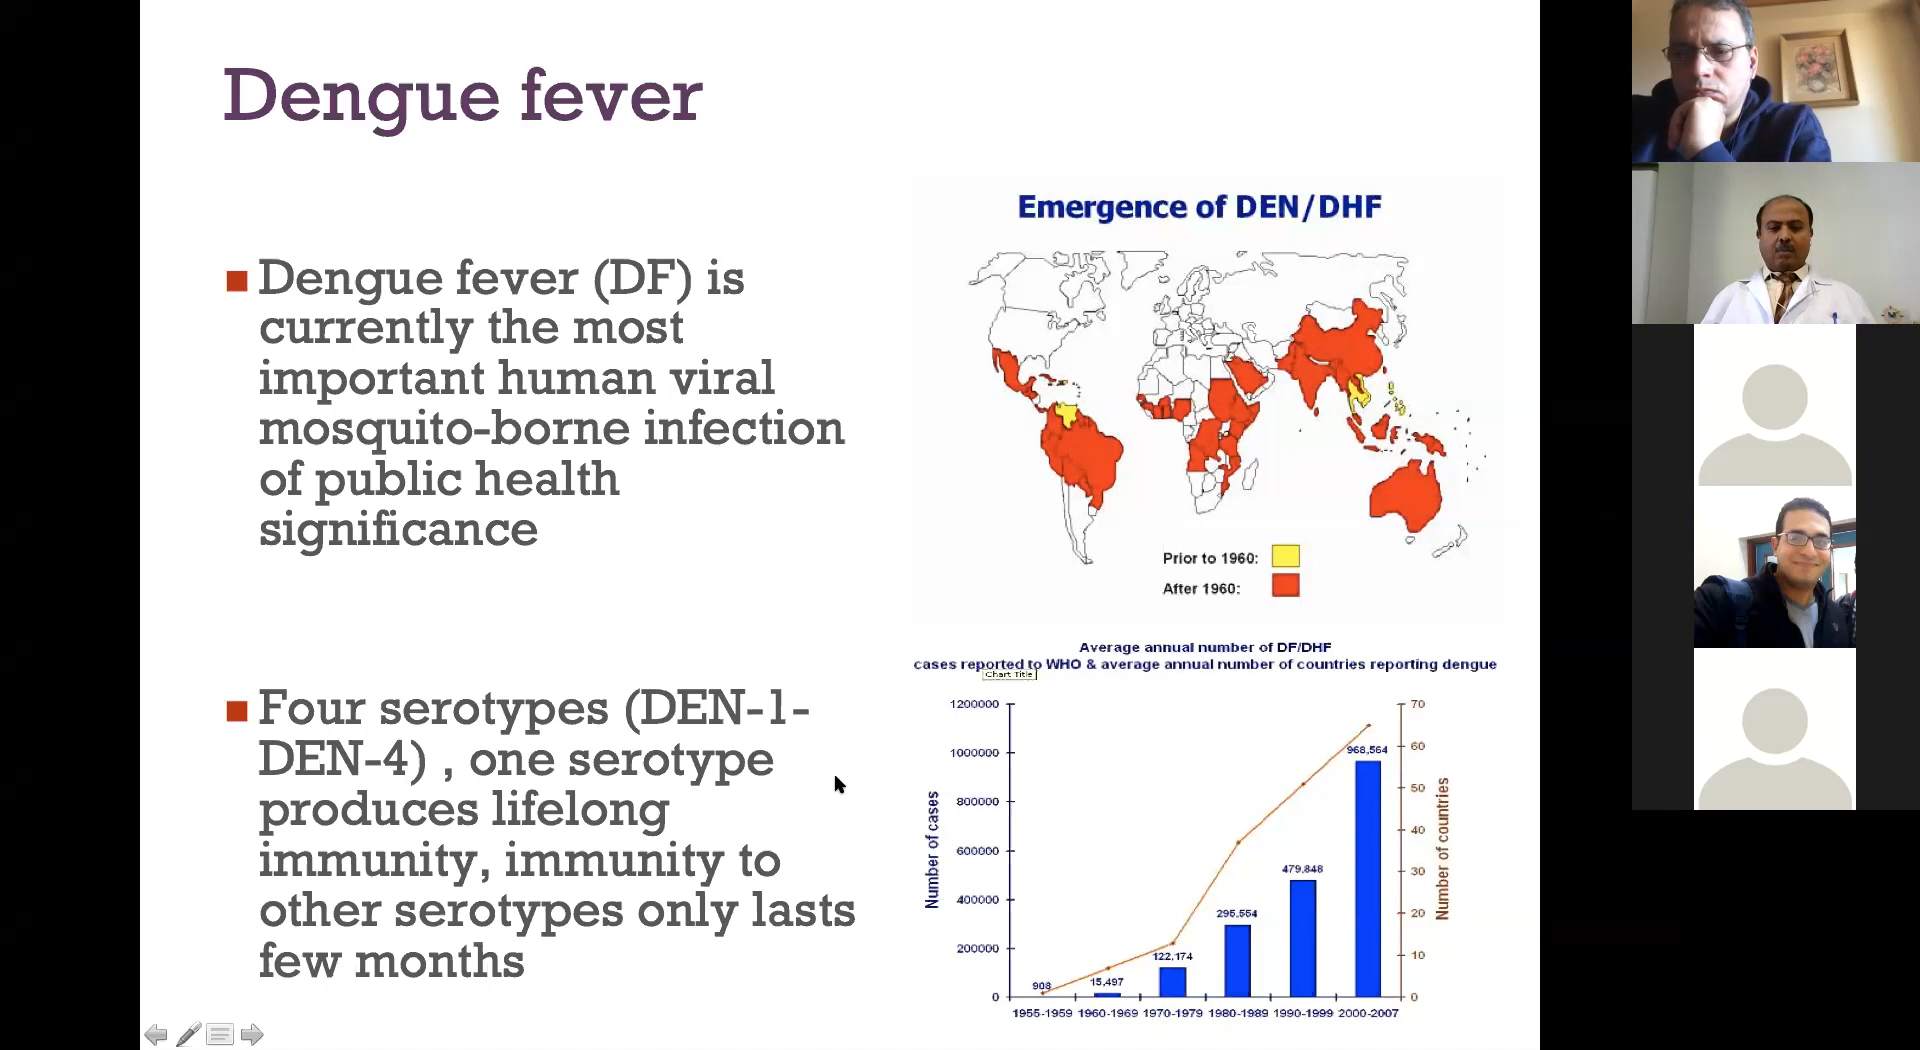 Dengue fever
Dengue fever (DF) is
currently the most
important human viral
mosquito-borne infection
of public health
significance
Four serotypes (DEN-1-
DEN-4) , one serotype
produces lifelong
immunity, immunity to
other serotypes only lasts
few months
Emergence of DEN/DHF
Prior to 1960:
After 1960:
Average annual number of DF/DHF
cases reported to WHO & average annual number of countries reporting dengue
Chart Title
Number of cases
1200000
1000000
800000
600000
400000
200000
0
908
15,497
122,174
295,554
479,848
968,564
70
60
50
40
30
20
10
0
Number of countries
1955-1959 1960-1969 1970-1979 1980-1989 1990-1999 2000-2007